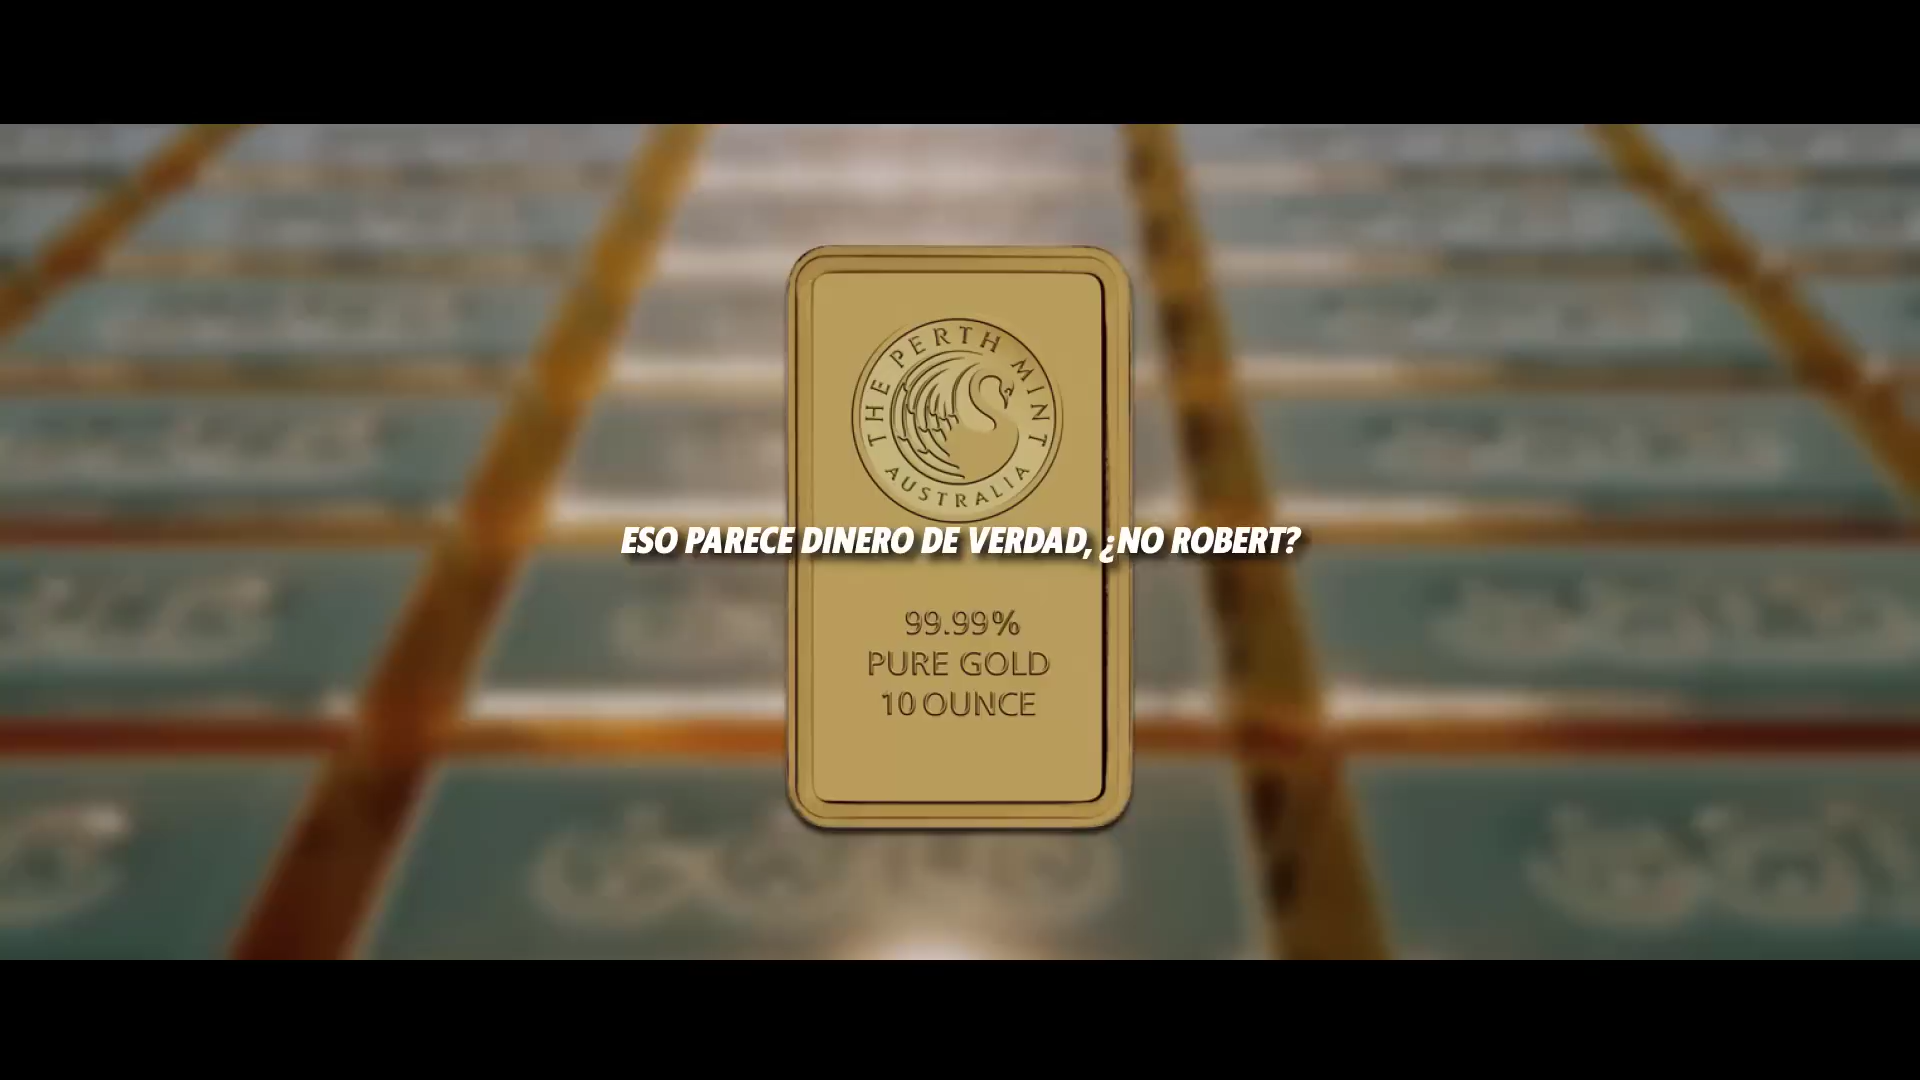 THE PERTH MINT
AUSTRALIA
ESO PARECE DINERO DE VERDAD, ¿NO ROBERT?
99.99%
PURE GOLD
10 OUNCE